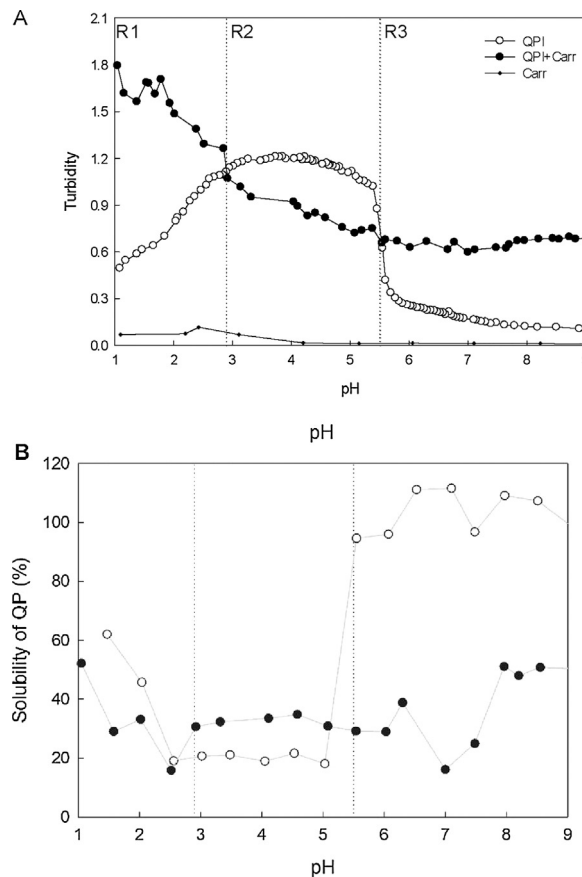 A
R1
R2
R3
QPI
QPI+Carr
Carr
2.1
1.8
1.5
1.2
0.9
0.6
0.3
0.0
Turbidity
1 2 3 4 5 6 7 8
pH
pH
B
120
100
80
60
40
20
0
Solubility of QP (%)
1 2 3 4 5 6 7 8 9
pH